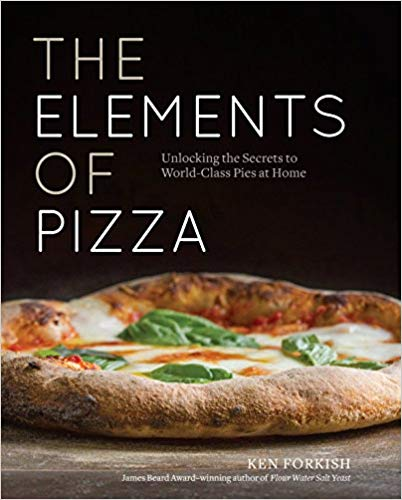 THE
ELEMENTS
OF
PIZZA
Unlocking the Secrets to
World-Class Pies at Home
KEN FORKISH
James Beard Award–winning author of Flour Water Salt Yeast